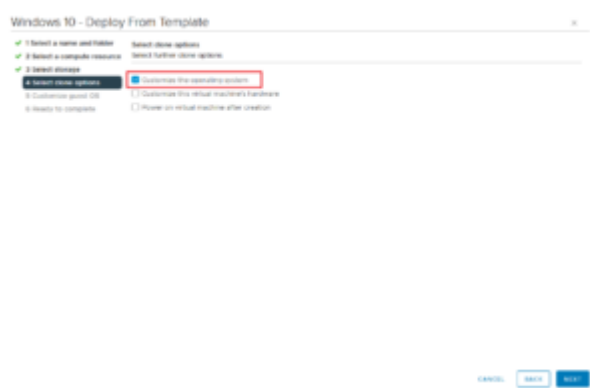 Windows 10 - Deploy From Template
✓ 1 Select a name and folder
✓ 2 Select a compute resource
✓ 3 Select storage
4 Select clone options
5 Customize guest OS
6 Ready to complete
Select clone options
Select further clone options
Customize the operating system
Customize this virtual machine's hardware
Power on virtual machine after creation
CANCEL
BACK
NEXT